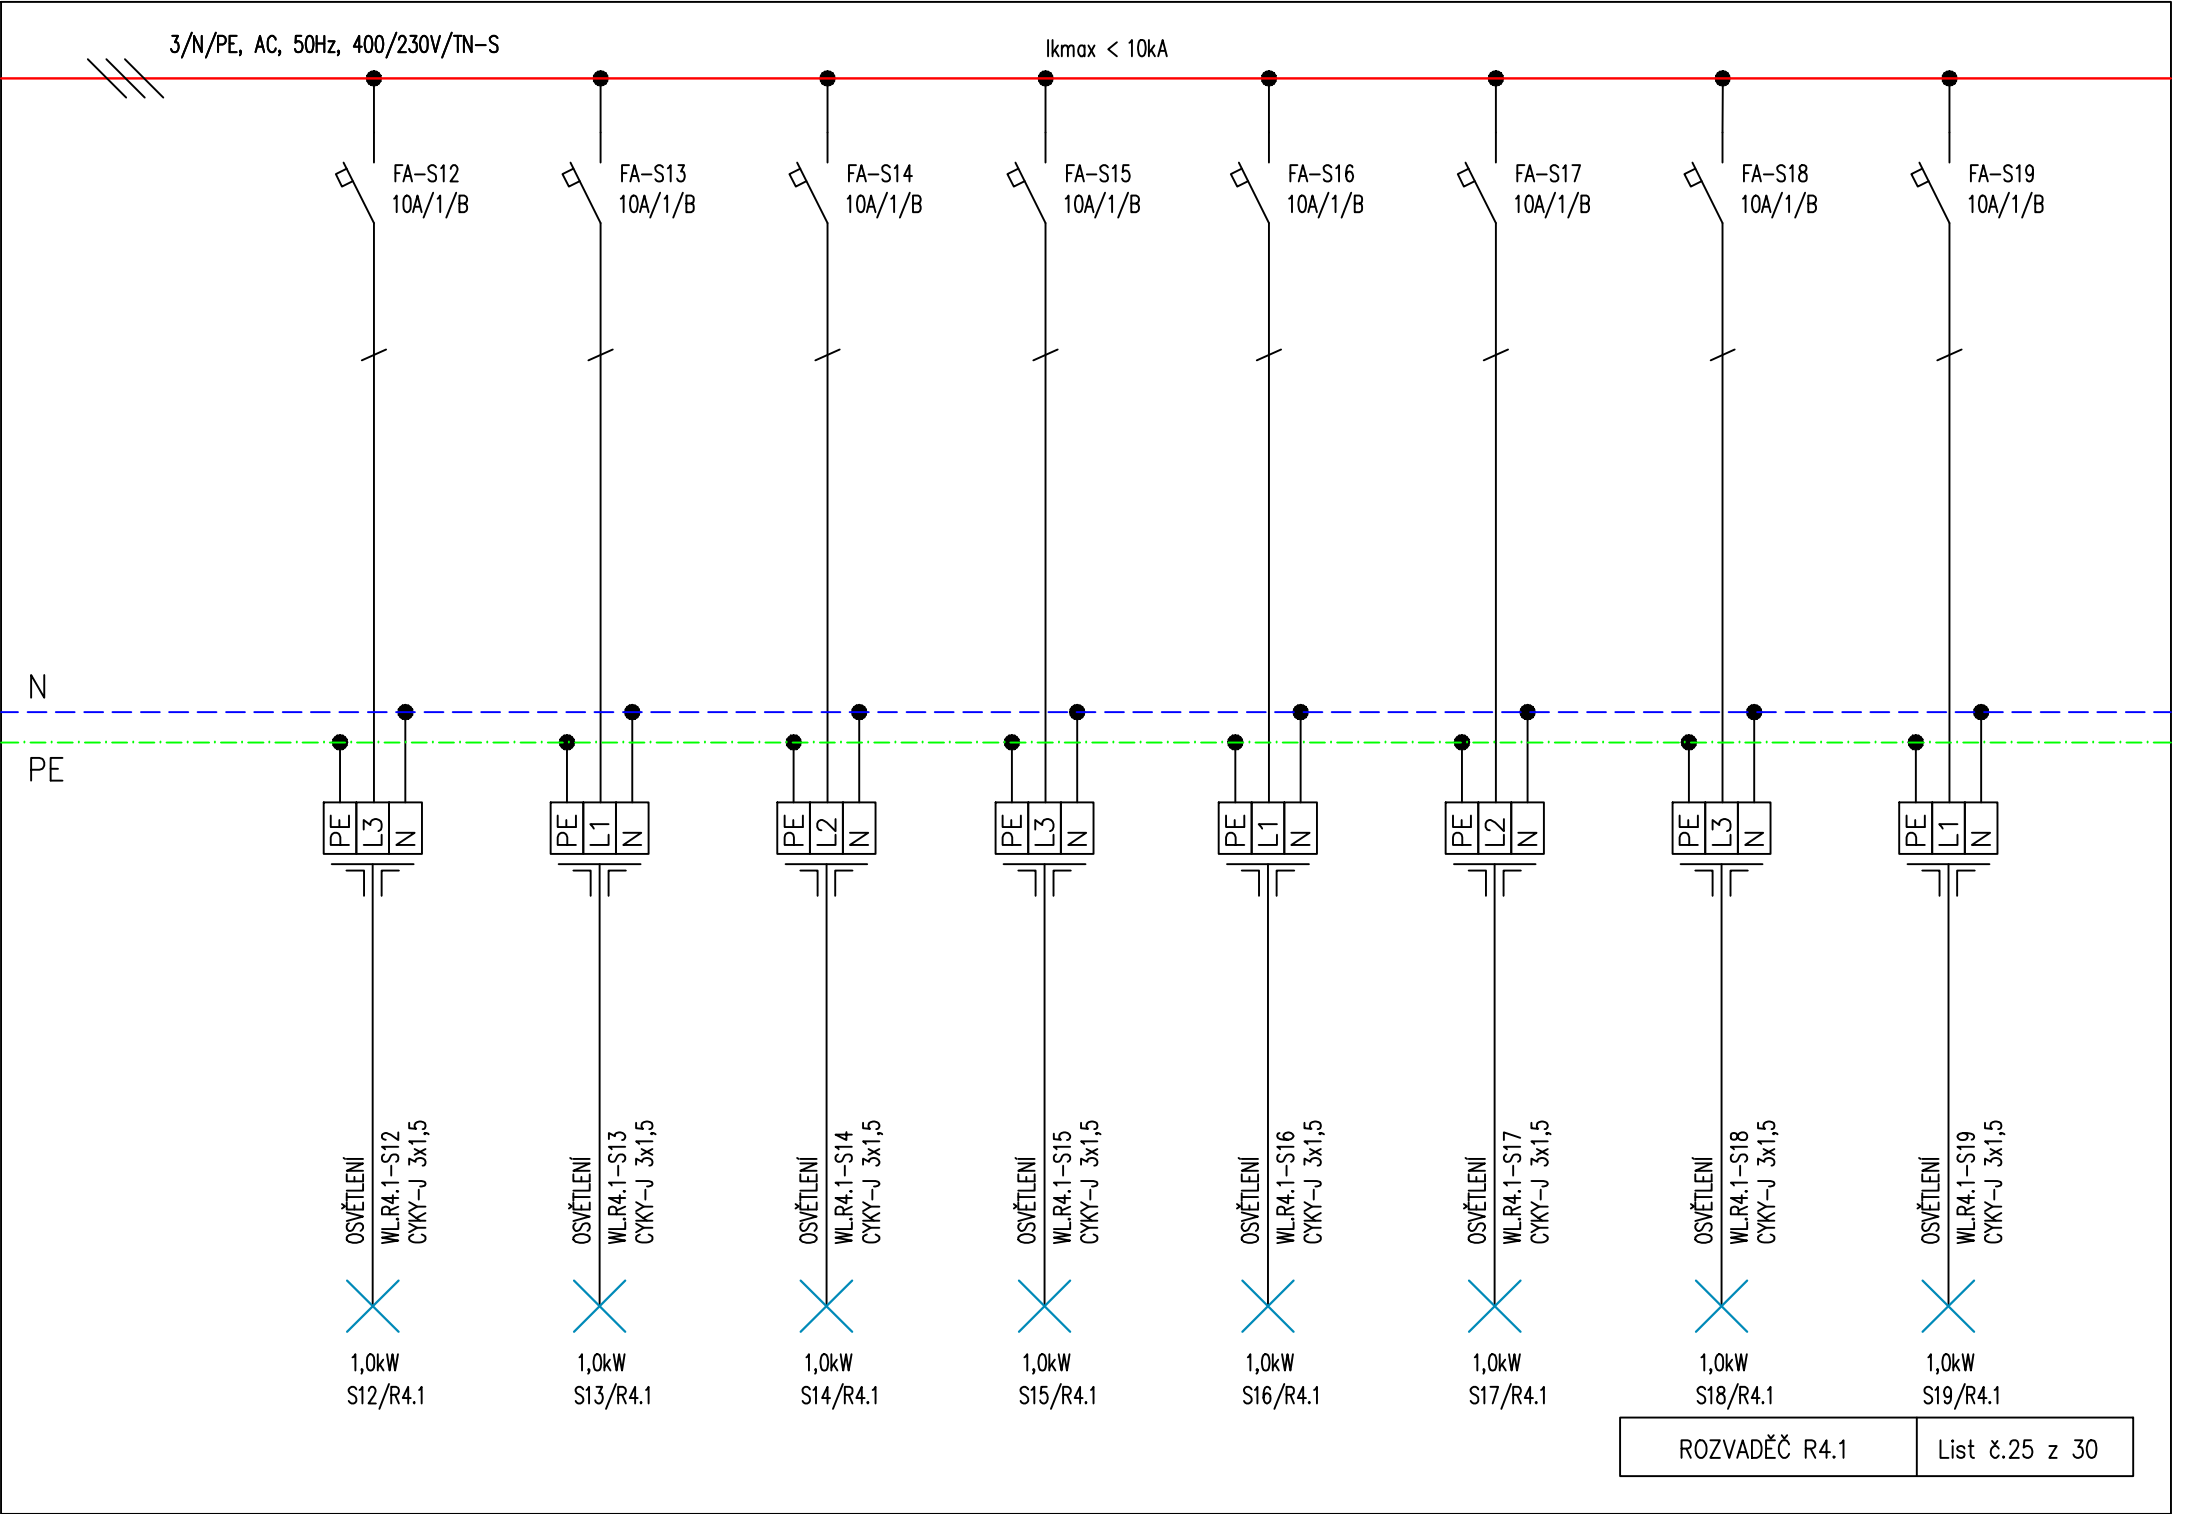 3/N/PE, AC, 50Hz, 400/230V/TN-S
Ikmax < 10kA
FA-S12
10A/1/B
FA-S13
10A/1/B
FA-S14
10A/1/B
FA-S15
10A/1/B
FA-S16
10A/1/B
FA-S17
10A/1/B
FA-S18
10A/1/B
FA-S19
10A/1/B
N
PE
PE L3 N
PE L1 N
PE L2 N
PE L3 N
PE L1 N
PE L2 N
PE L3 N
PE L1 N
OSVĚTLENÍ
WL.R4.1-S12
CYKY-J 3x1,5
OSVĚTLENÍ
WL.R4.1-S13
CYKY-J 3x1,5
OSVĚTLENÍ
WL.R4.1-S14
CYKY-J 3x1,5
OSVĚTLENÍ
WL.R4.1-S15
CYKY-J 3x1,5
OSVĚTLENÍ
WL.R4.1-S16
CYKY-J 3x1,5
OSVĚTLENÍ
WL.R4.1-S17
CYKY-J 3x1,5
OSVĚTLENÍ
WL.R4.1-S18
CYKY-J 3x1,5
OSVĚTLENÍ
WL.R4.1-S19
CYKY-J 3x1,5
1,0kW
S12/R4.1
1,0kW
S13/R4.1
1,0kW
S14/R4.1
1,0kW
S15/R4.1
1,0kW
S16/R4.1
1,0kW
S17/R4.1
1,0kW
S18/R4.1
1,0kW
S19/R4.1
ROZVADĚČ R4.1
List č.25 z 30